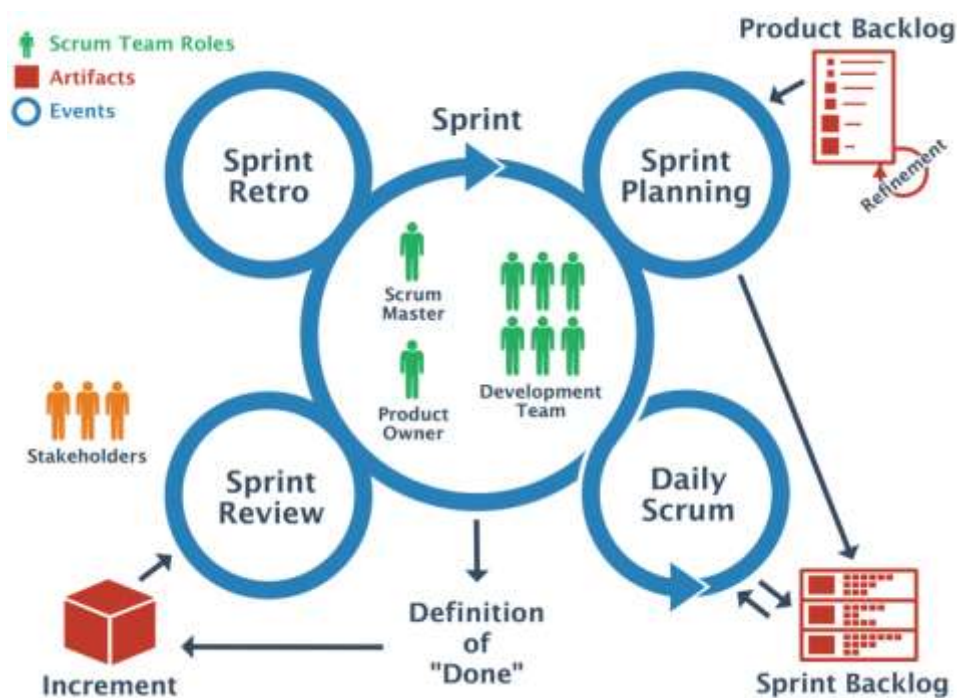 Scrum Team Roles
Artifacts
Events
Product Backlog
Sprint
Sprint
Retro
Sprint
Planning
Refinement
Scrum
Master
Product
Owner
Development
Team
Stakeholders
Sprint
Review
Daily
Scrum
Definition
of
"Done"
Increment
Sprint Backlog